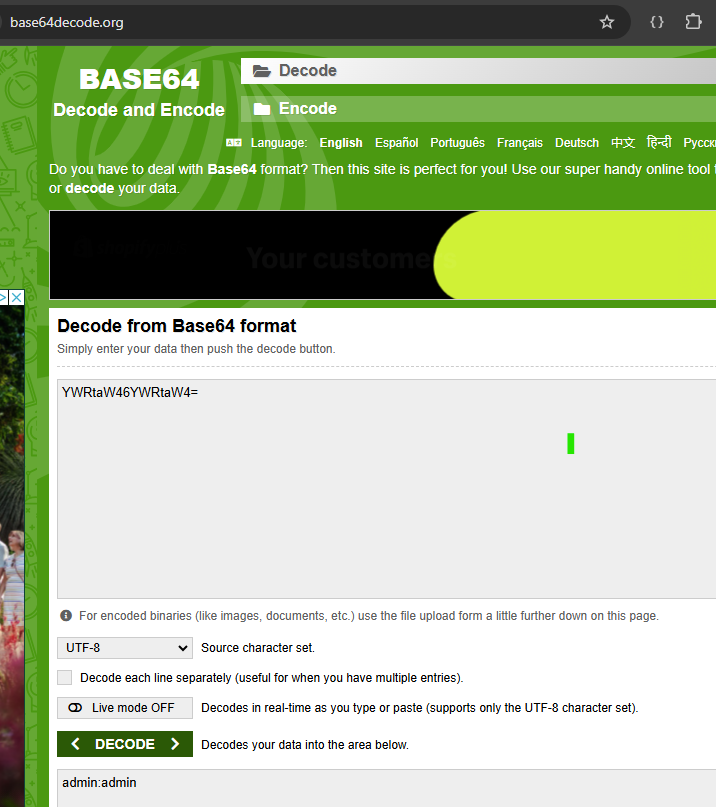 base64decode.org
BASE64
Decode and Encode
Decode
Encode
Language: English Español Português Français Deutsch 中文 हिन्दी
Do you have to deal with Base64 format? Then this site is perfect for you! Use our super handy online tool
or decode your data.
Your customers
Decode from Base64 format
Simply enter your data then push the decode button.
YWRtaW46YWRtaW4=
For encoded binaries (like images, documents, etc.) use the file upload form a little further down on this page.
UTF-8 Source character set.
Decode each line separately (useful for when you have multiple entries).
Live mode OFF Decodes in real-time as you type or paste (supports only the UTF-8 character set).
DECODE Decodes your data into the area below.
admin:admin